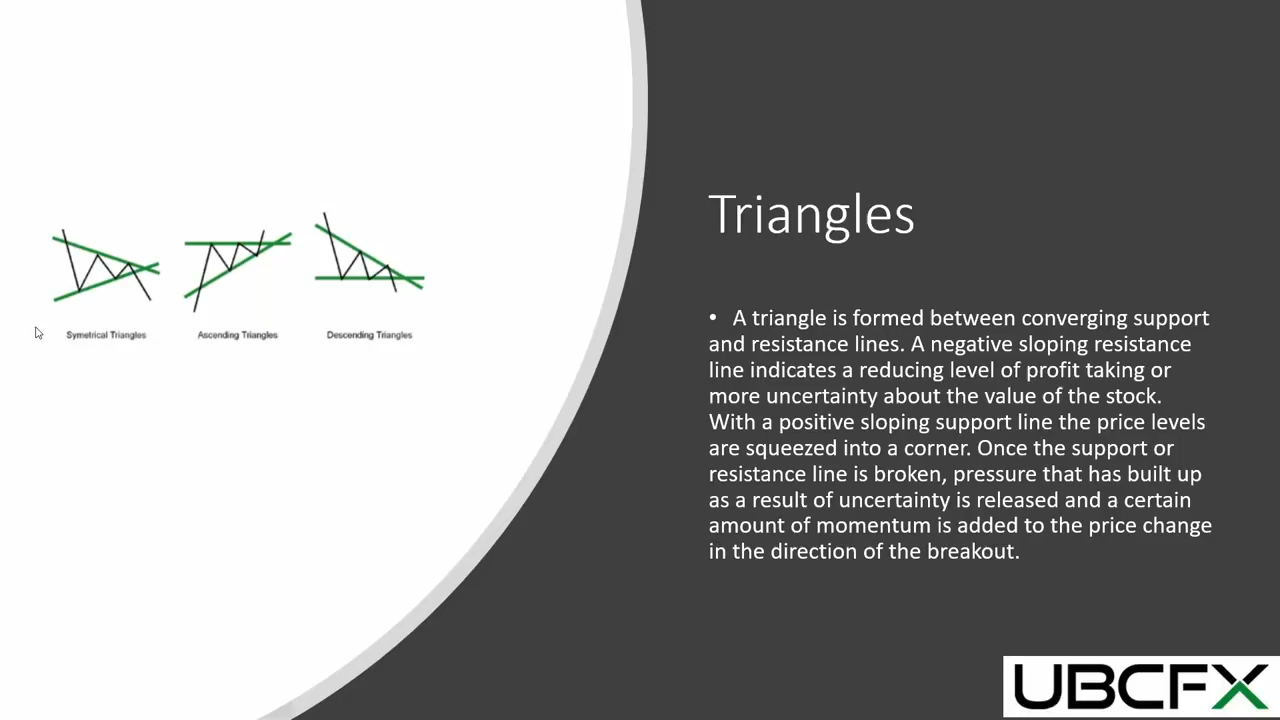 Symetrical Triangles
Ascending Triangles
Descending Triangles
Triangles
• A triangle is formed between converging support
and resistance lines. A negative sloping resistance
line indicates a reducing level of profit taking or
more uncertainty about the value of the stock.
With a positive sloping support line the price levels
are squeezed into a corner. Once the support or
resistance line is broken, pressure that has built up
as a result of uncertainty is released and a certain
amount of momentum is added to the price change
in the direction of the breakout.
UBCFX